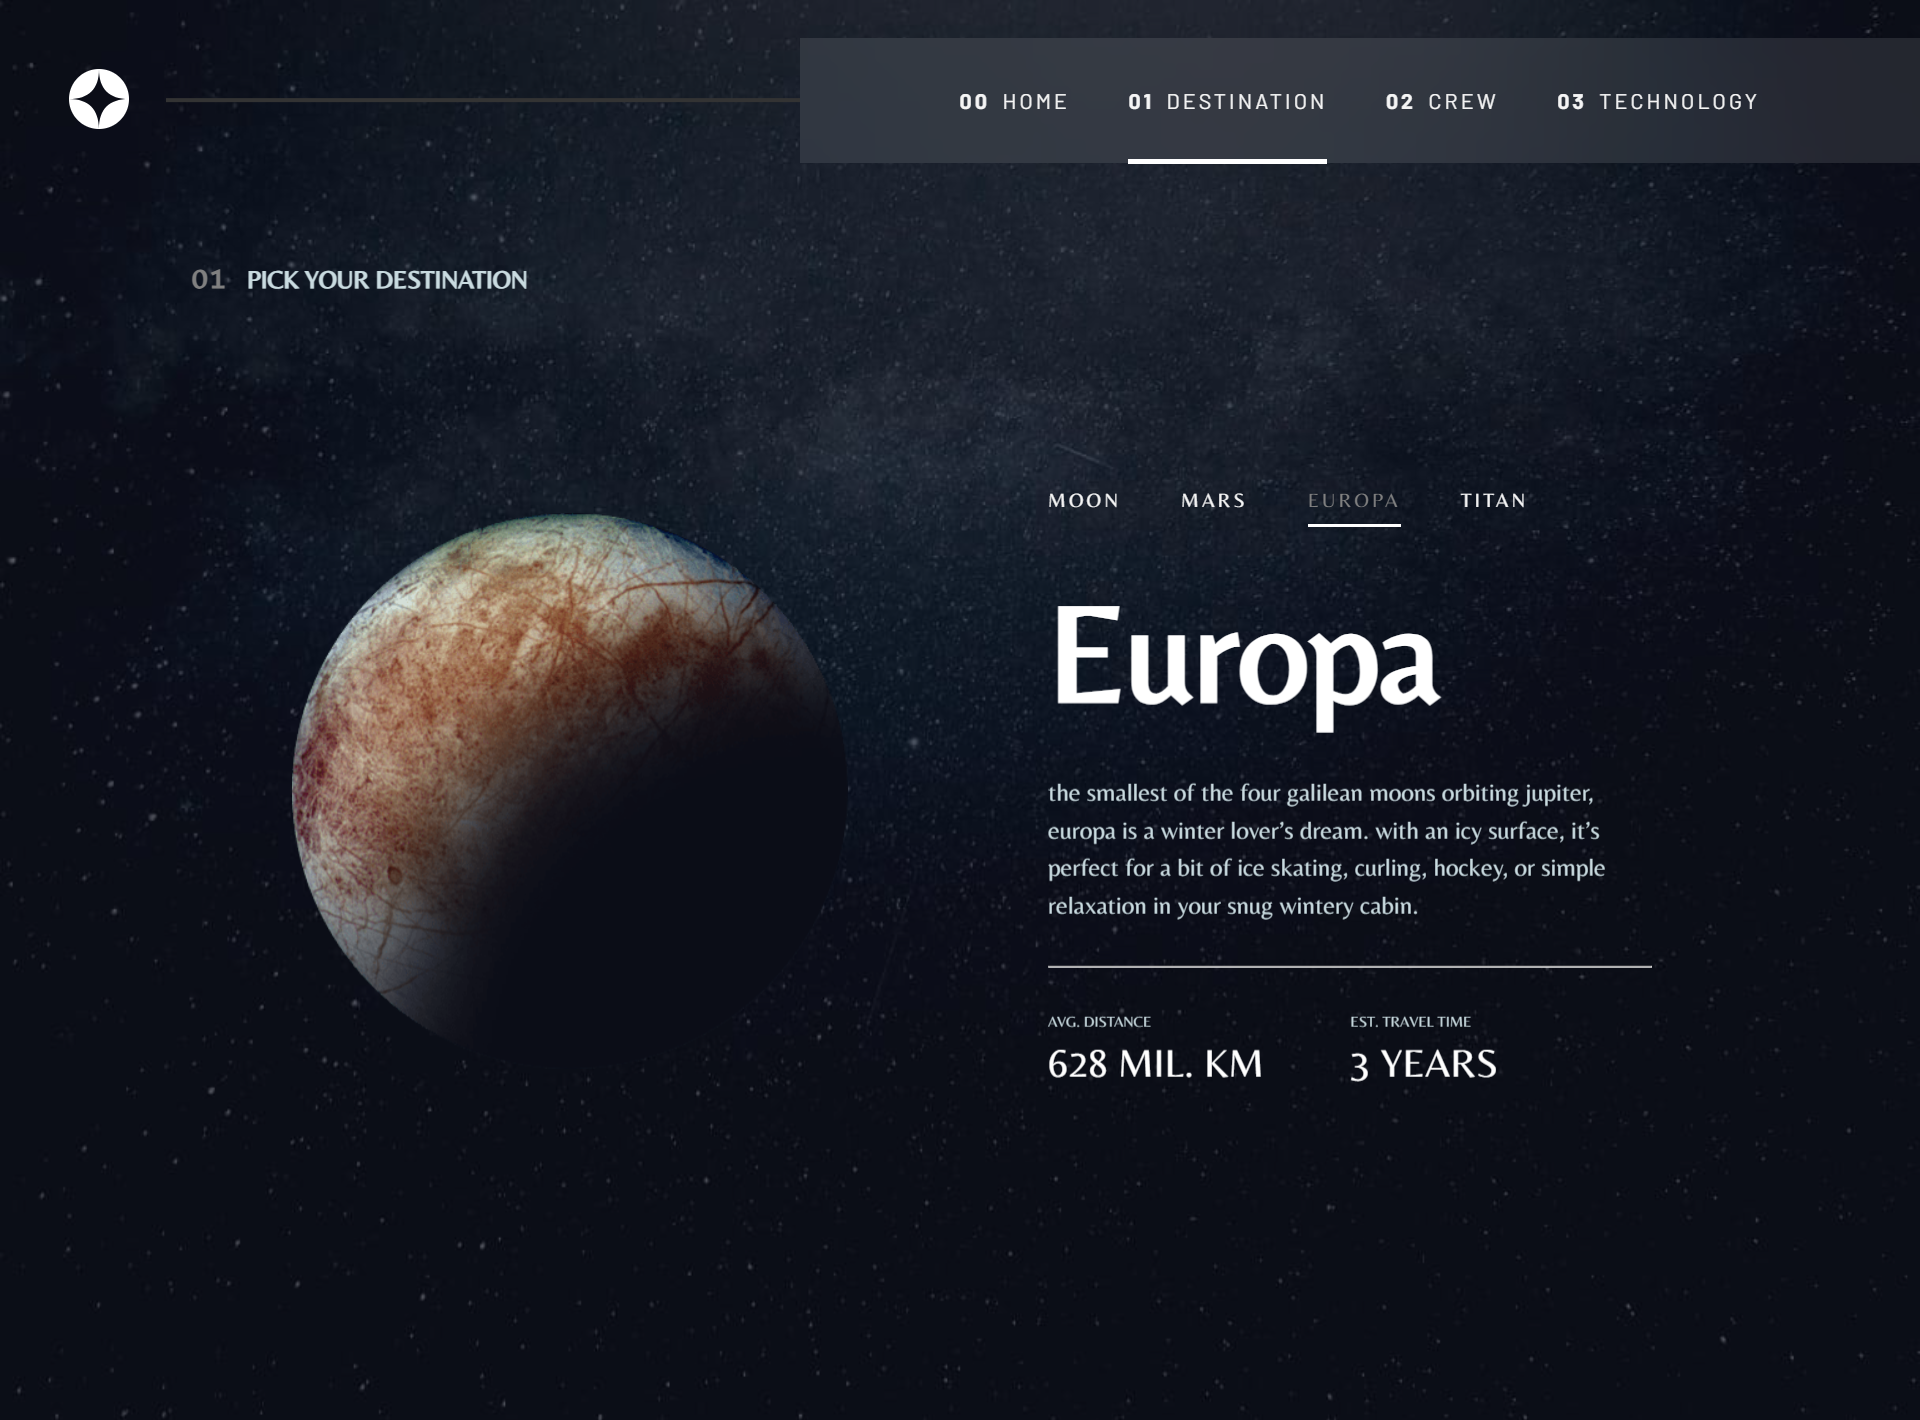 00 HOME 01 DESTINATION 02 CREW 03 TECHNOLOGY
01 PICK YOUR DESTINATION
MOON MARS EUROPA TITAN
Europa
the smallest of the four galilean moons orbiting jupiter,
europa is a winter lover’s dream. with an icy surface, it’s
perfect for a bit of ice skating, curling, hockey, or simple
relaxation in your snug wintery cabin.
AVG. DISTANCE
628 MIL. KM
EST. TRAVEL TIME
3 YEARS